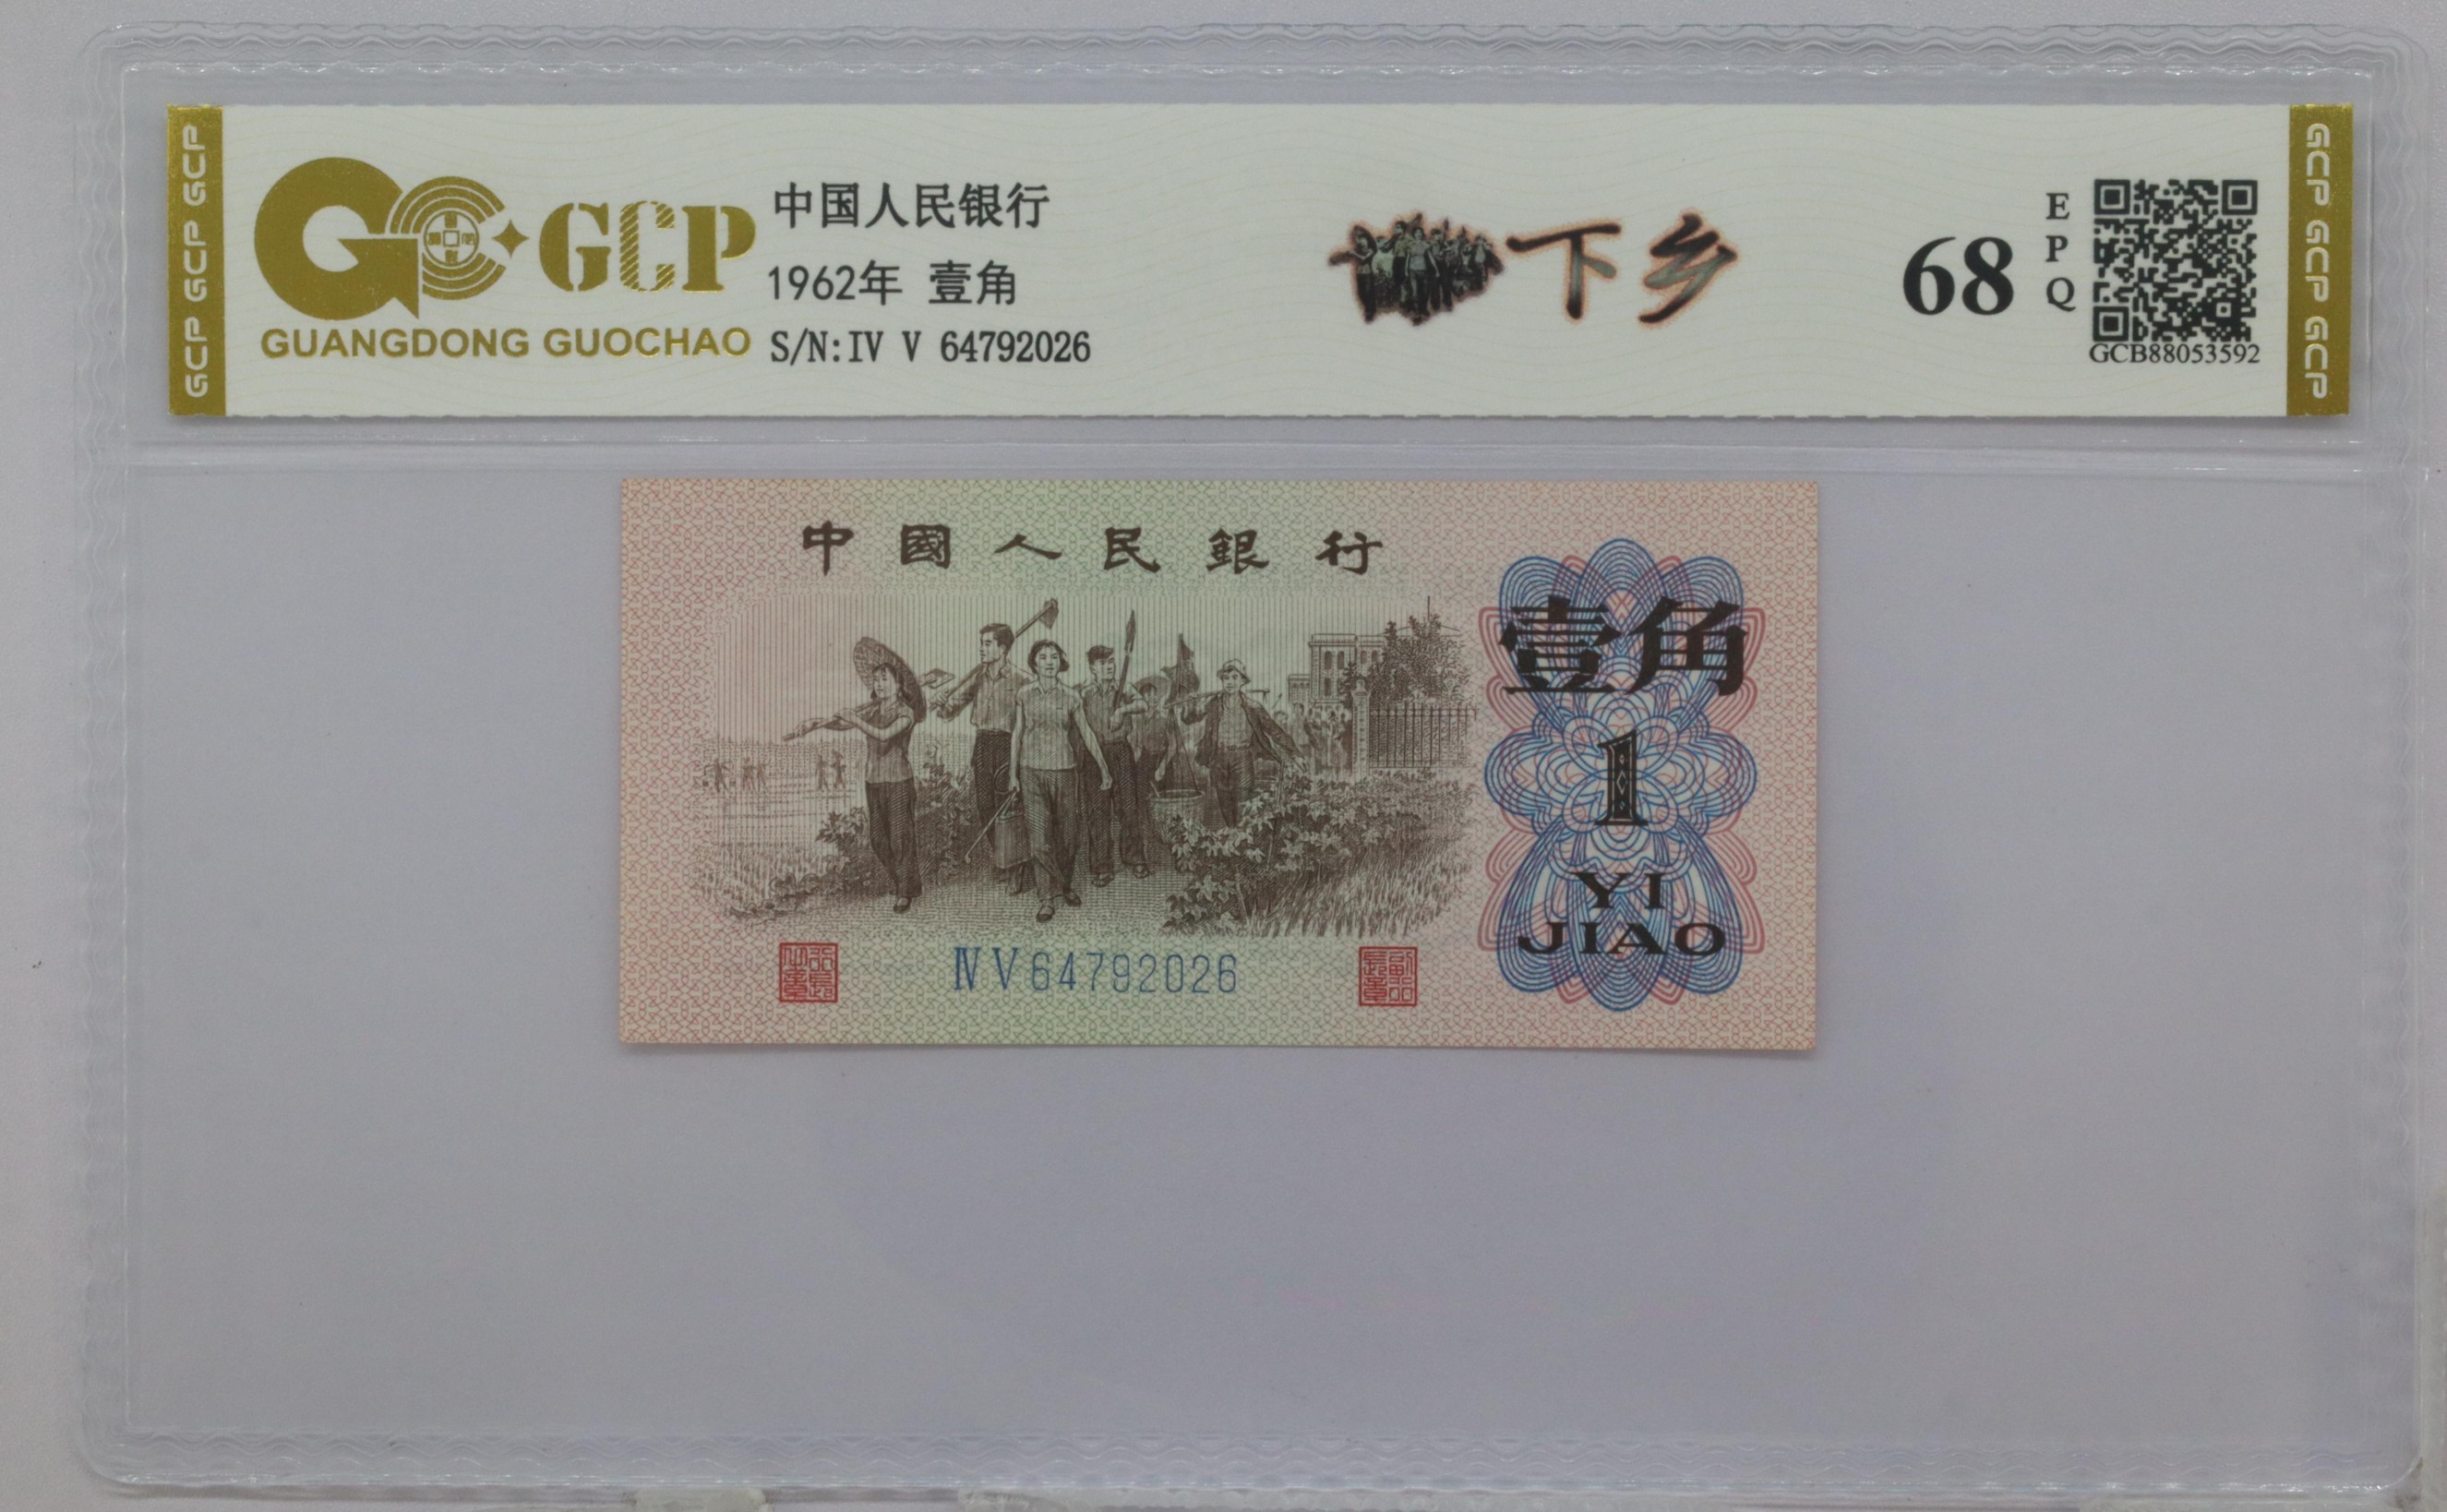 GCP GCP GCP
GCP
GUANGDONG GUOCHAO
中国人民银行
1962年 壹角
S/N:IV V 64792026
下乡
68
EPQ
GCB88053592
GCP GCP GCP
中國人民銀行
壹角
1
YI
JIAO
ⅣV64792026